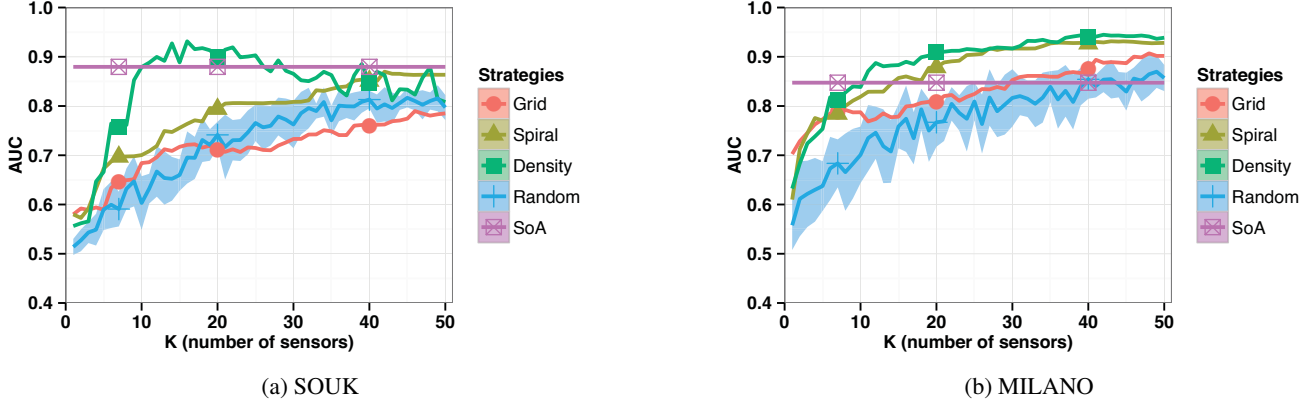 1.0
0.9
0.8
0.7
0.6
0.5
0.4
AUC
0 10 20 30 40 50
K (number of sensors)
Strategies
Grid
Spiral
Density
Random
SoA
(a) SOUK
1.0
0.9
0.8
0.7
0.6
0.5
0.4
AUC
0 10 20 30 40 50
K (number of sensors)
Strategies
Grid
Spiral
Density
Random
SoA
(b) MILANO